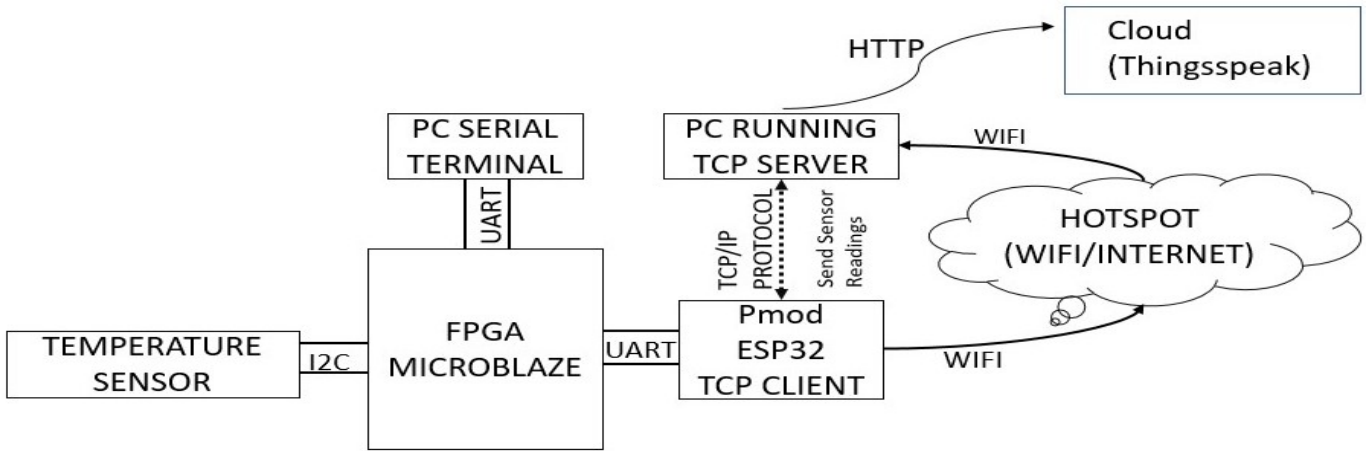 HTTP
Cloud
(Thingsspeak)
PC SERIAL
TERMINAL
PC RUNNING
TCP SERVER
WIFI
UART
TCP/IP
PROTOCOL
Send Sensor
Readings
HOTSPOT
(WIFI/INTERNET)
TEMPERATURE
SENSOR
I2C
FPGA
MICROBLAZE
UART
Pmod
ESP32
TCP CLIENT
WIFI